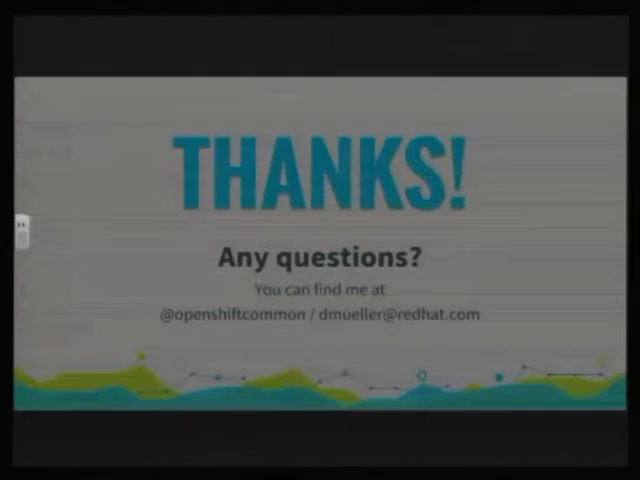 THANKS!
Any questions?
You can find me at
@openshiftcommon / dmueller@redhat.com